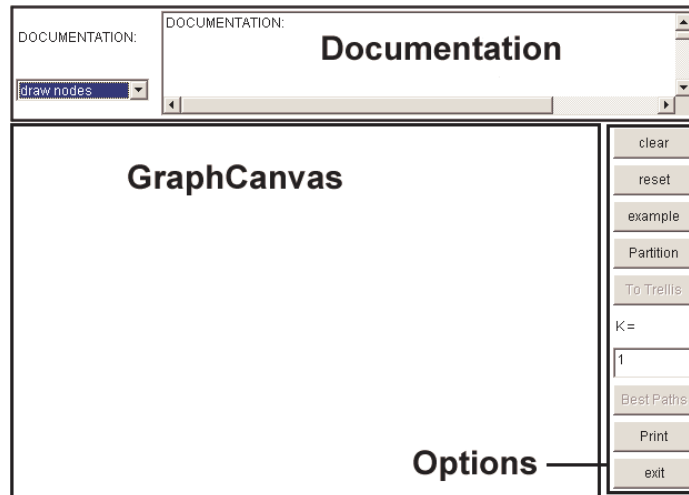 DOCUMENTATION:
draw nodes
DOCUMENTATION:
Documentation
GraphCanvas
clear
reset
example
Partition
To Trellis
K =
1
Best Paths
Print
exit
Options